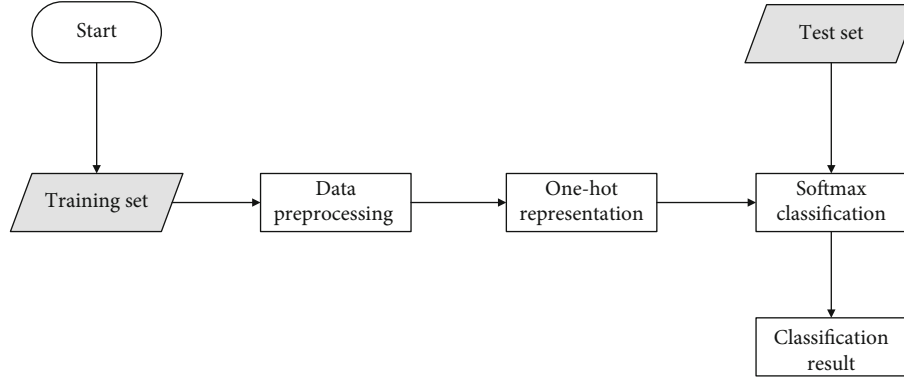 Start
Test set
Training set
Data
preprocessing
One-hot
representation
Softmax
classification
Classification
result